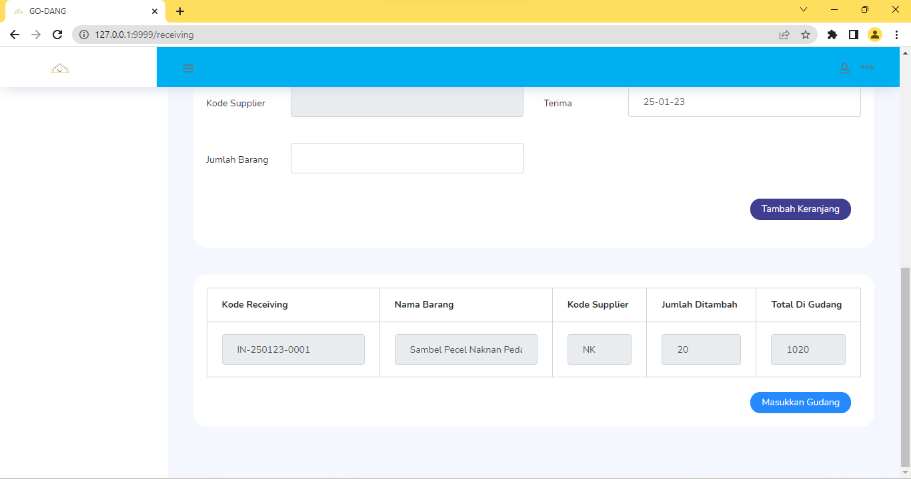 GO-DANG
127.0.0.1:9999/receiving
Kode Supplier
Terima
25-01-23
Jumlah Barang
Tambah Keranjang
Kode Receiving Nama Barang Kode Supplier Jumlah Ditambah Total Di Gudang
IN-250123-0001 Sambel Pecel Naknan Peda NK 20 1020
Masukkan Gudang